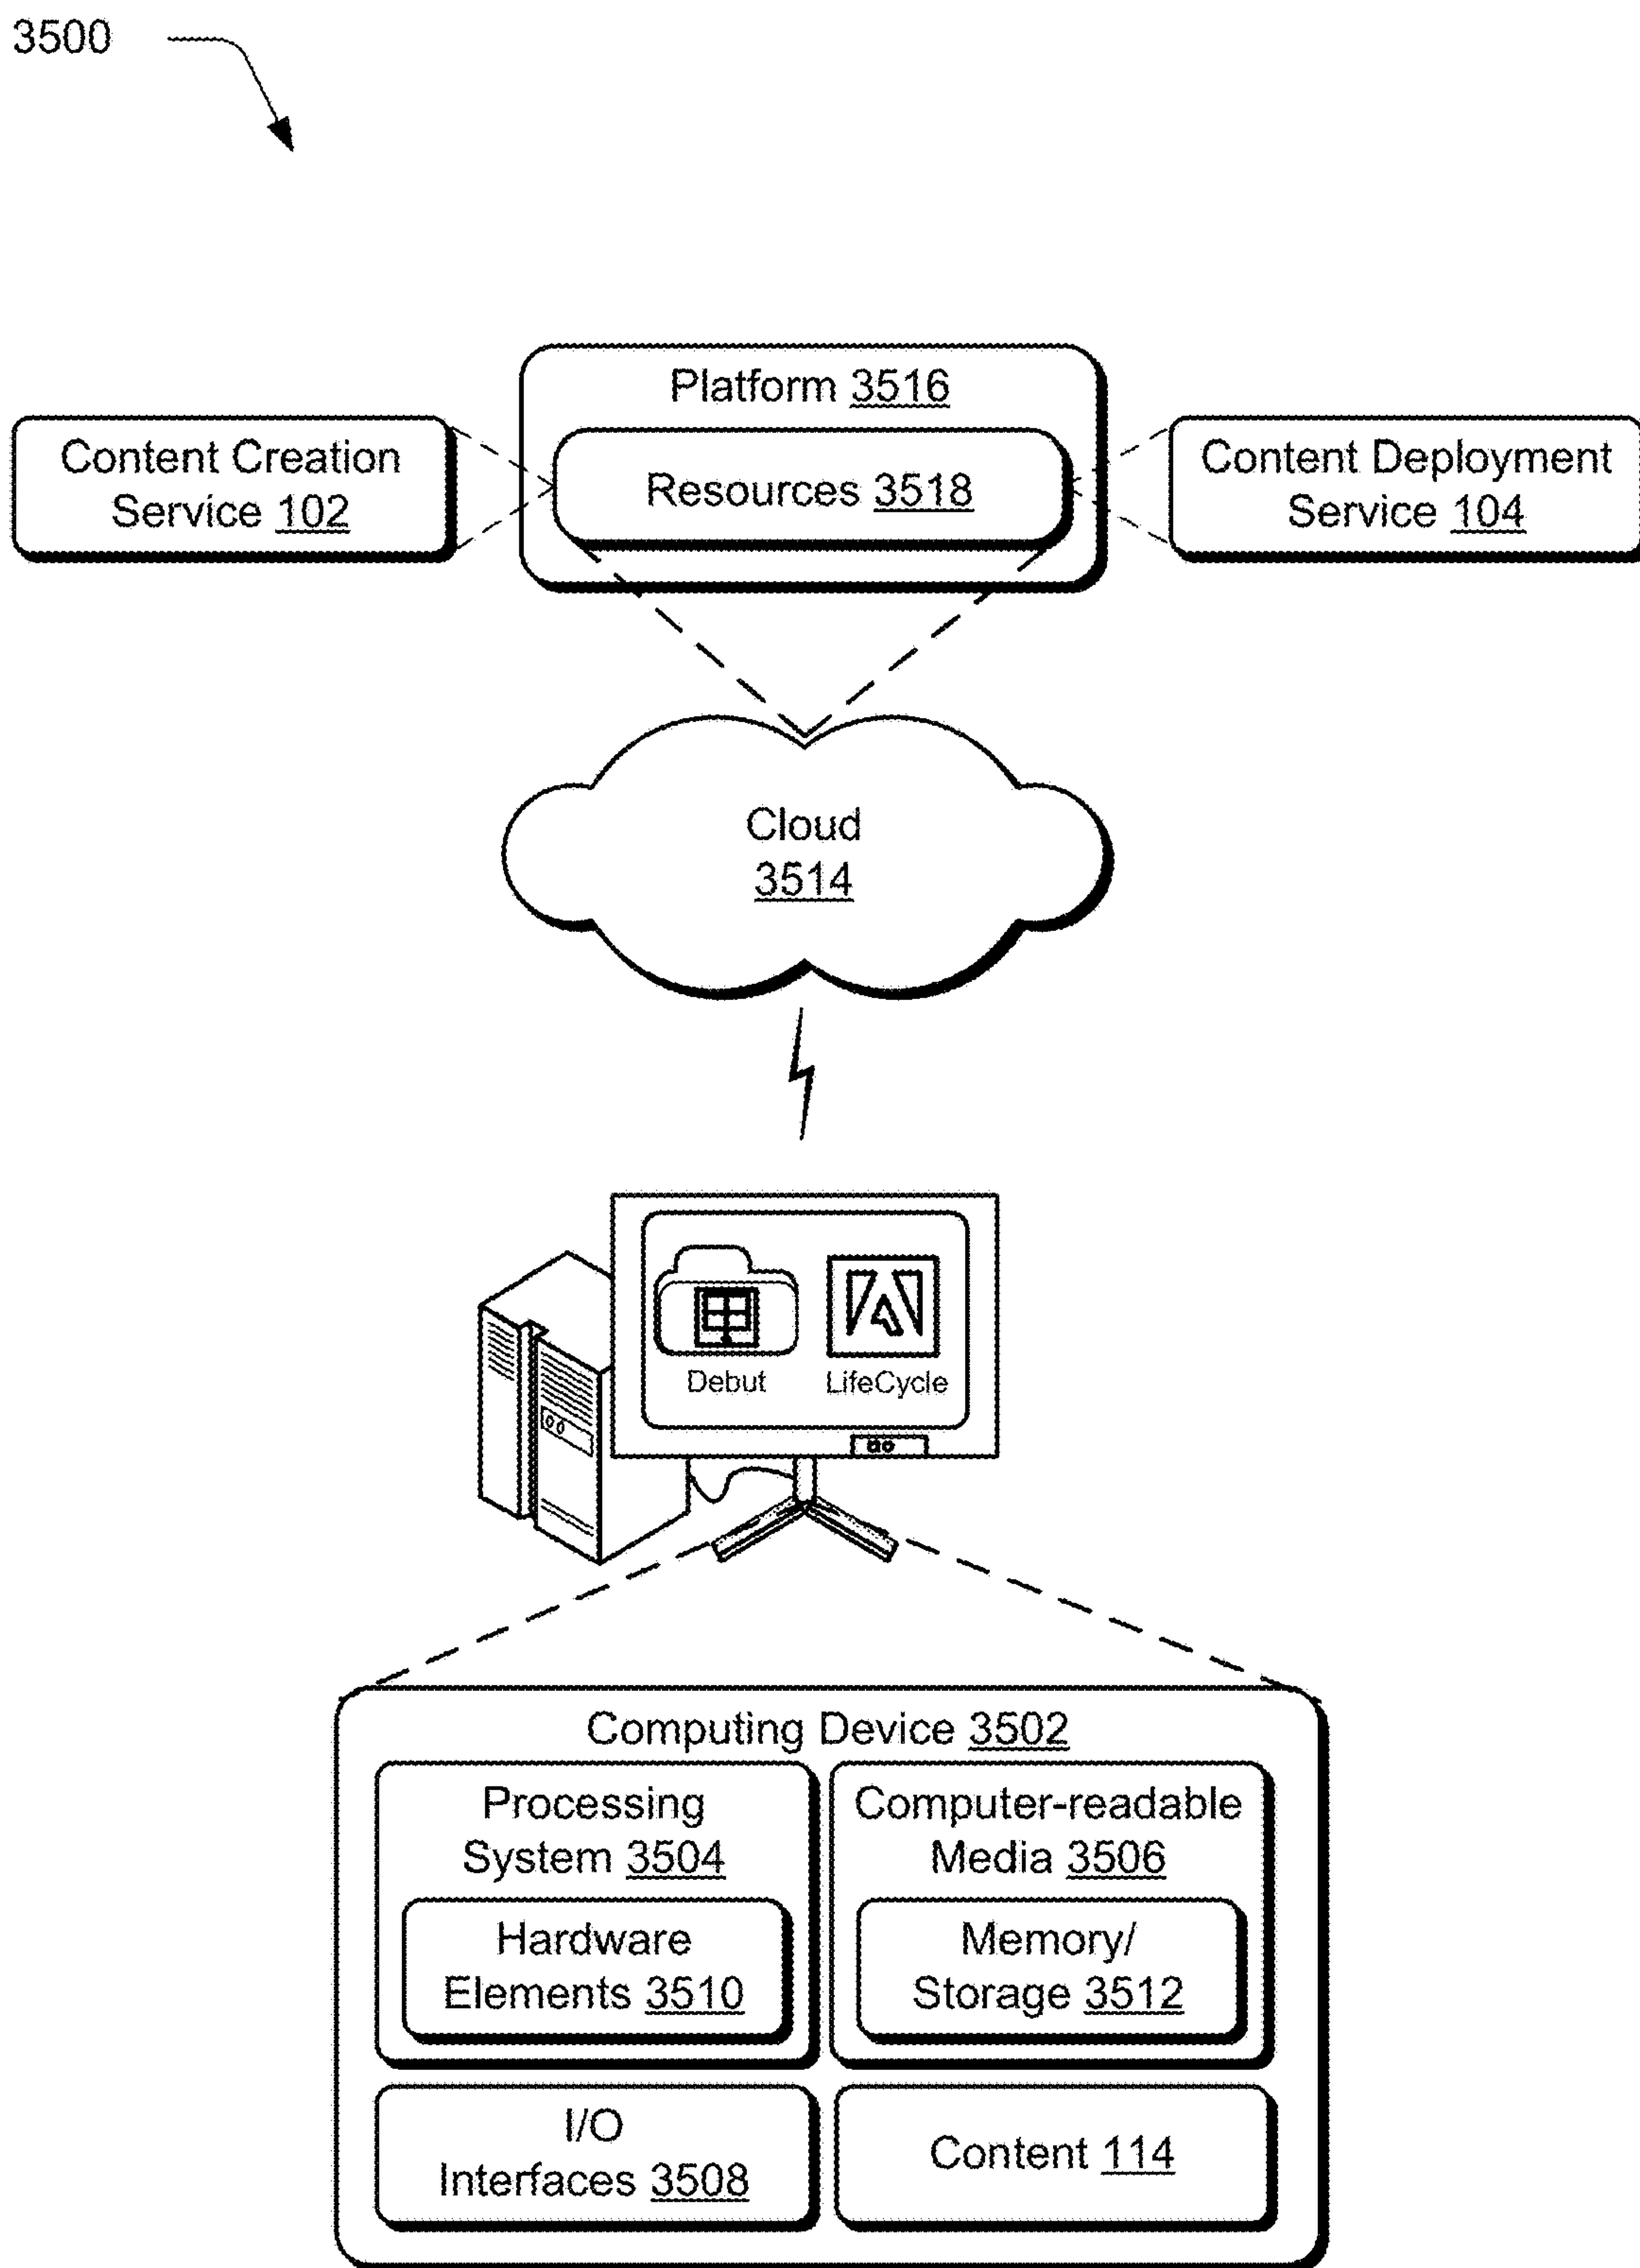 3500
Platform 3516
Content Creation
Service 102
Resources 3518
Content Deployment
Service 104
Cloud
3514
Debut
LifeCycle
Computing Device 3502
Processing
System 3504
Computer-readable
Media 3506
Hardware
Elements 3510
Memory/
Storage 3512
I/O
Interfaces 3508
Content 114